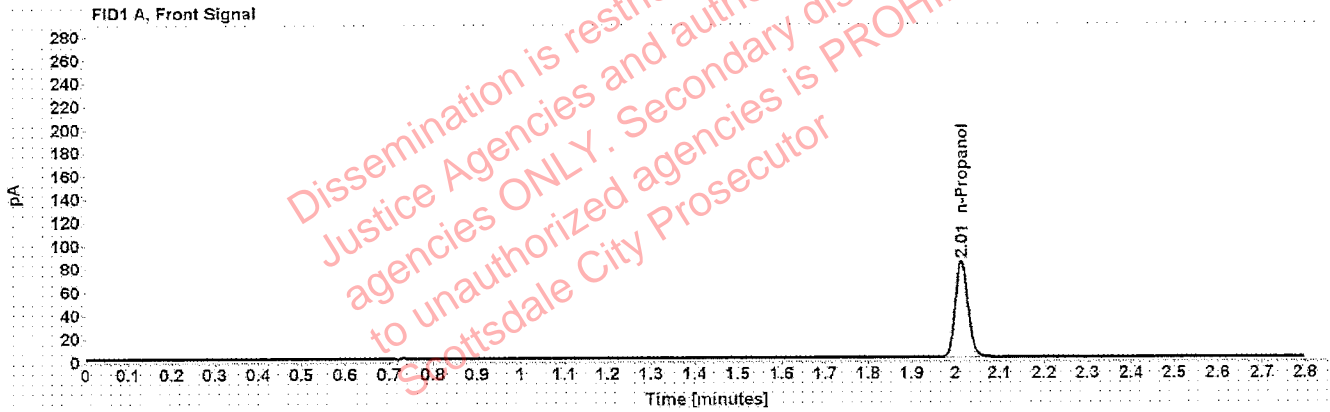 FID1 A, Front Signal
280
260
240
220
200
180
160
140
120
100
80
60
40
20
0
pA
2.01 n-Propanol
0 0.1 0.2 0.3 0.4 0.5 0.6 0.7 0.8 0.9 1 1.1 1.2 1.3 1.4 1.5 1.6 1.7 1.8 1.9 2 2.1 2.2 2.3 2.4 2.5 2.6 2.7 2.8
Time [minutes]
Dissemination is
Justice Agencies and
agencies ONLY. Secondary
to unauthorized agencies is
Scottsdale City Prosecutor